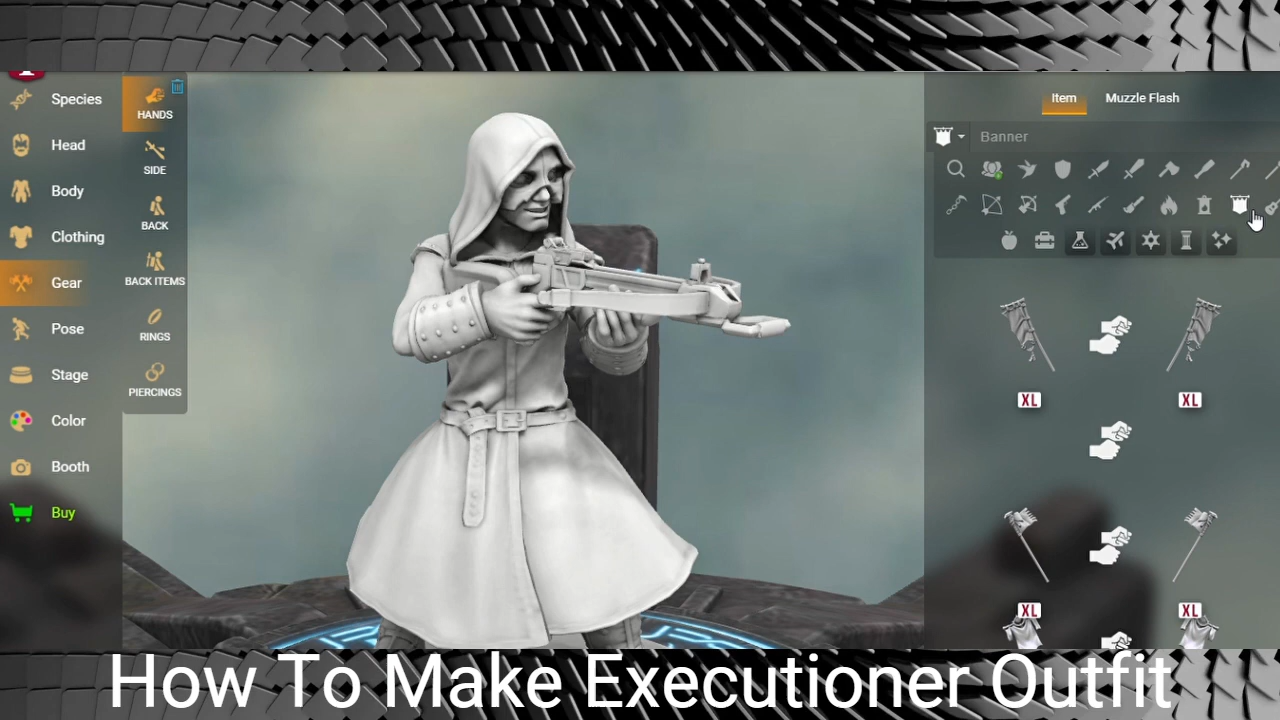 Species
Head
Body
Clothing
Gear
Pose
Stage
Color
Booth
Buy
HANDS
SIDE
BACK
BACK ITEMS
RINGS
PIERCINGS
Item Muzzle Flash
Banner
XL XL
XL XL
How To Make Executioner Outfit